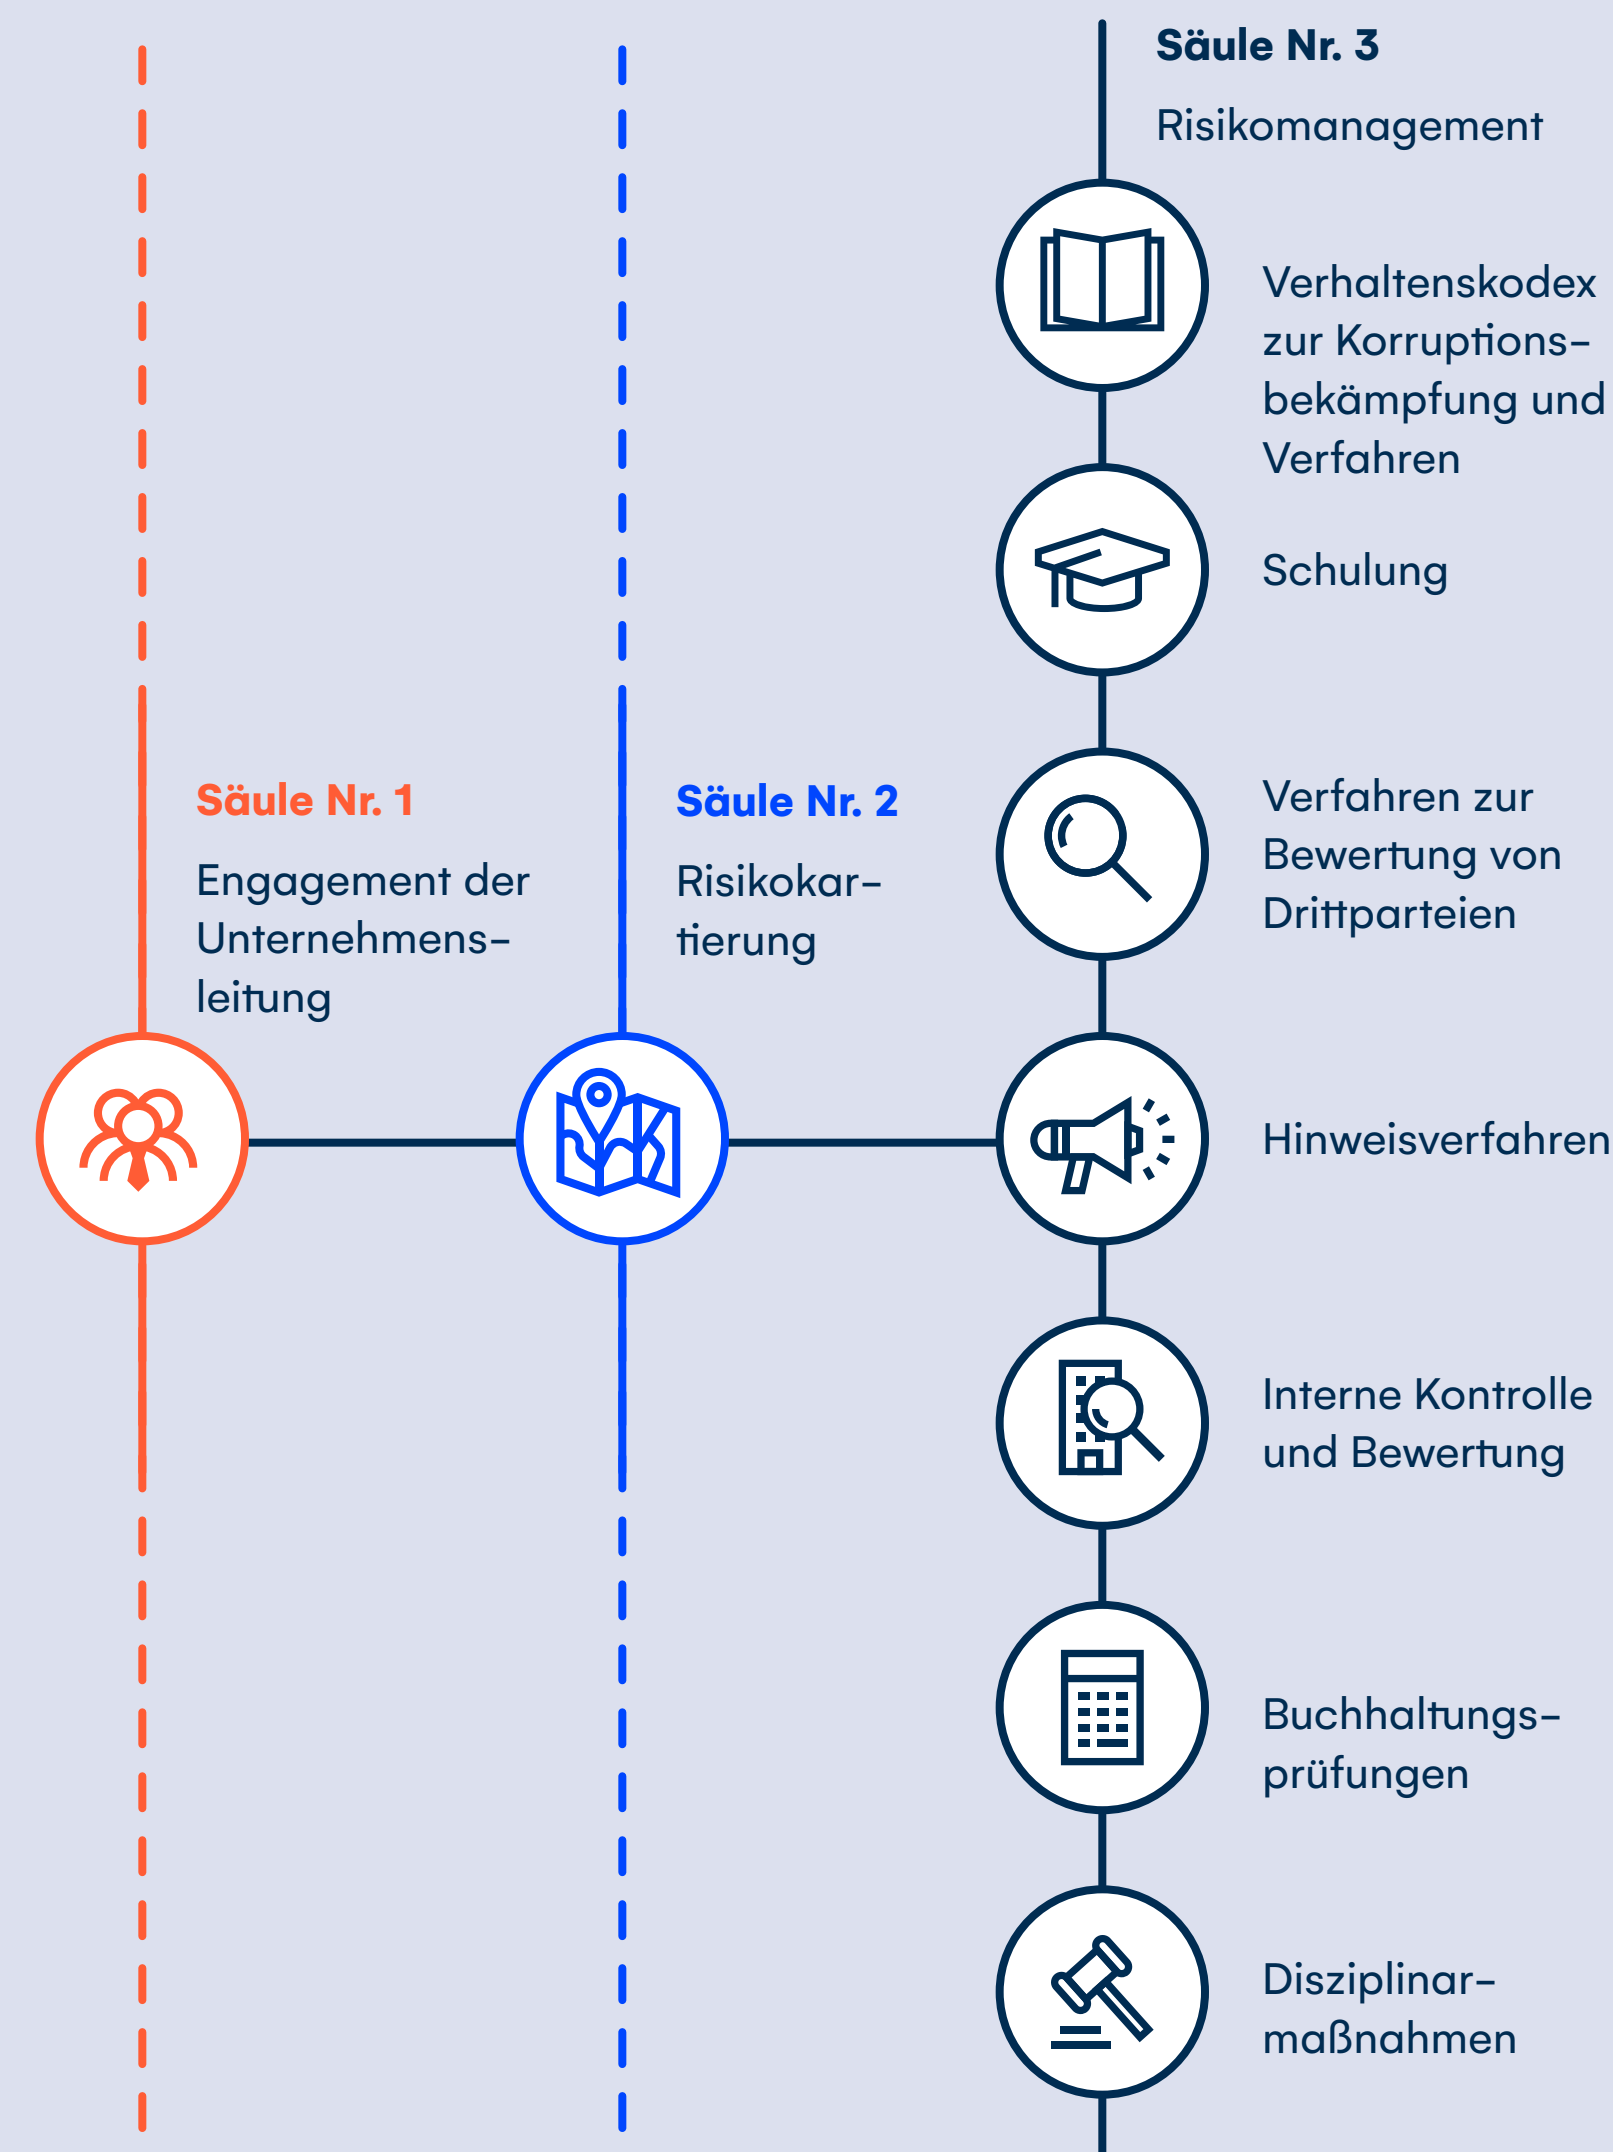 Säule Nr. 1
Engagement der
Unternehmens-
leitung
Säule Nr. 2
Risikokar-
tierung
Säule Nr. 3
Risikomanagement
Verhaltenskodex
zur Korruptions-
bekämpfung und
Verfahren
Schulung
Verfahren zur
Bewertung von
Drittparteien
Hinweisverfahren
Interne Kontrolle
und Bewertung
Buchhaltungs-
prüfungen
Disziplinar-
maßnahmen